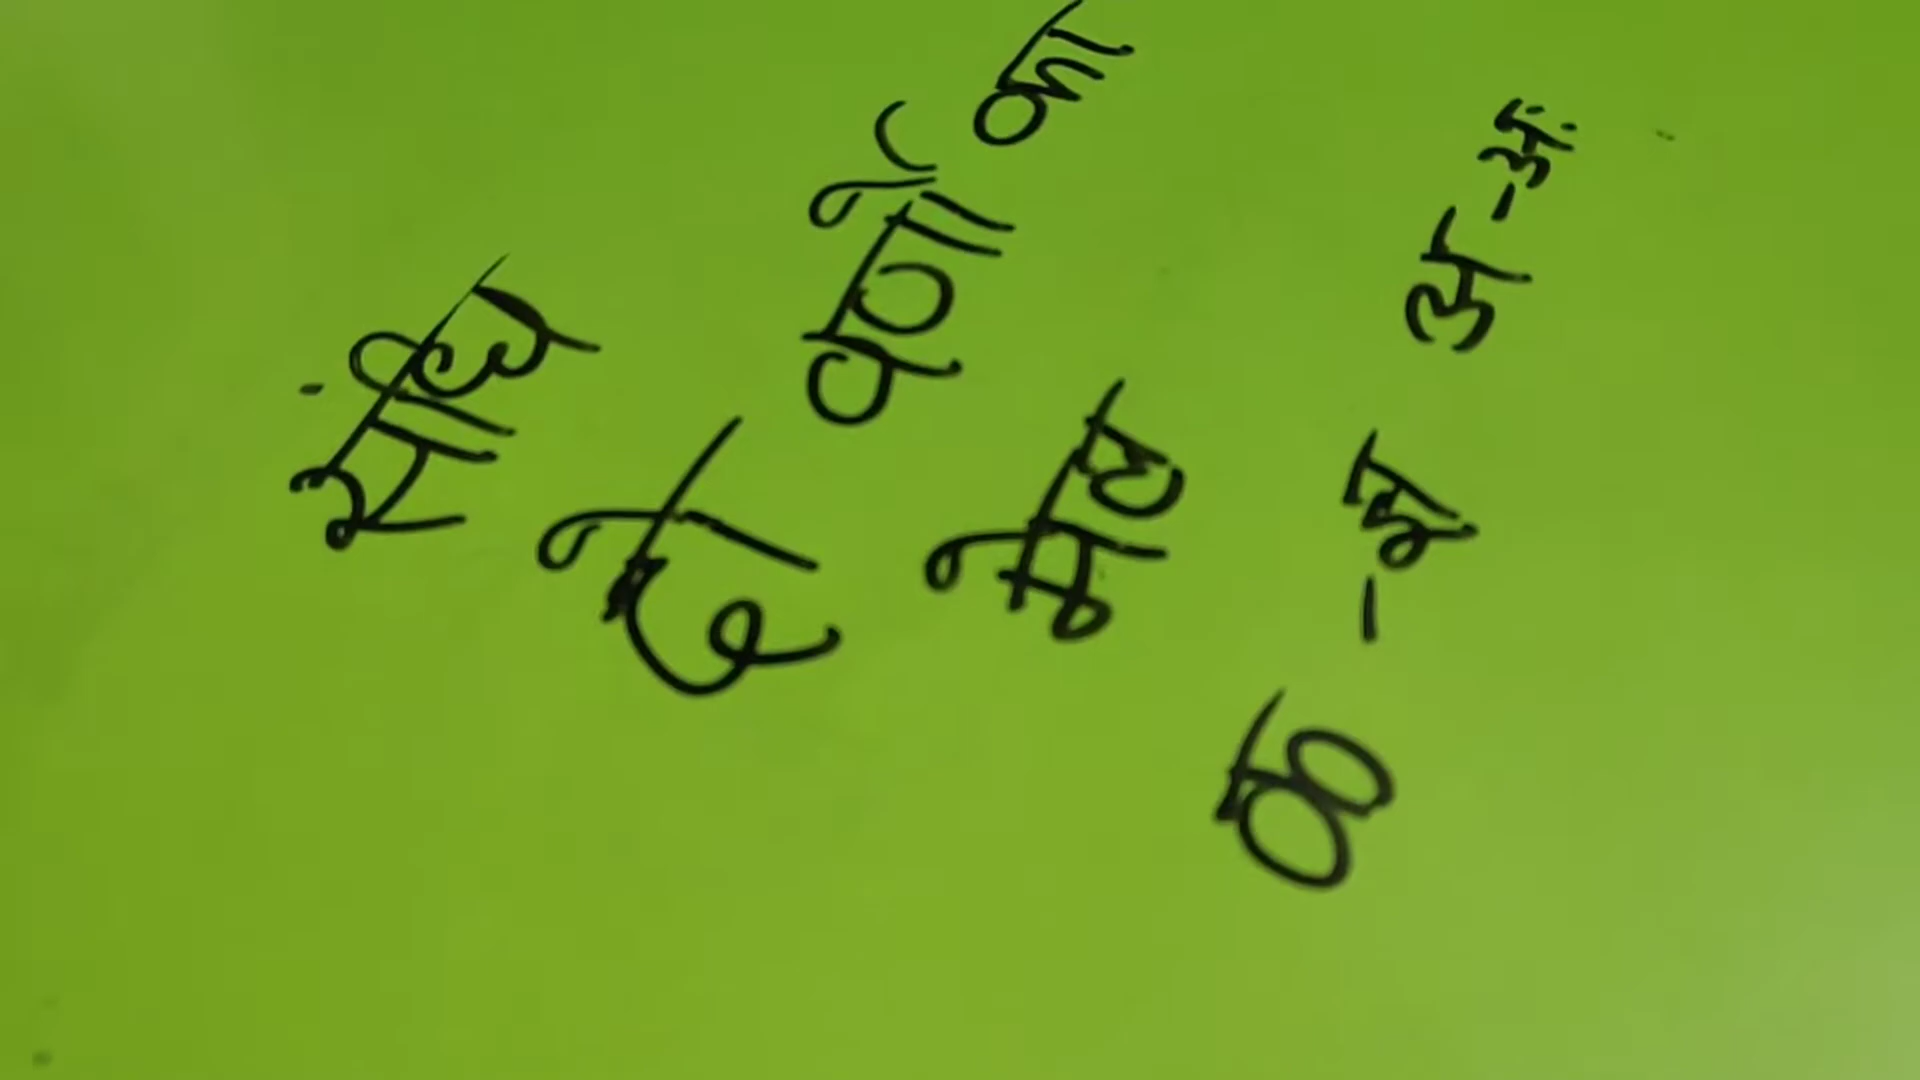 संधि
दो वर्णो का
मेल
क - ज्ञ अ - अः